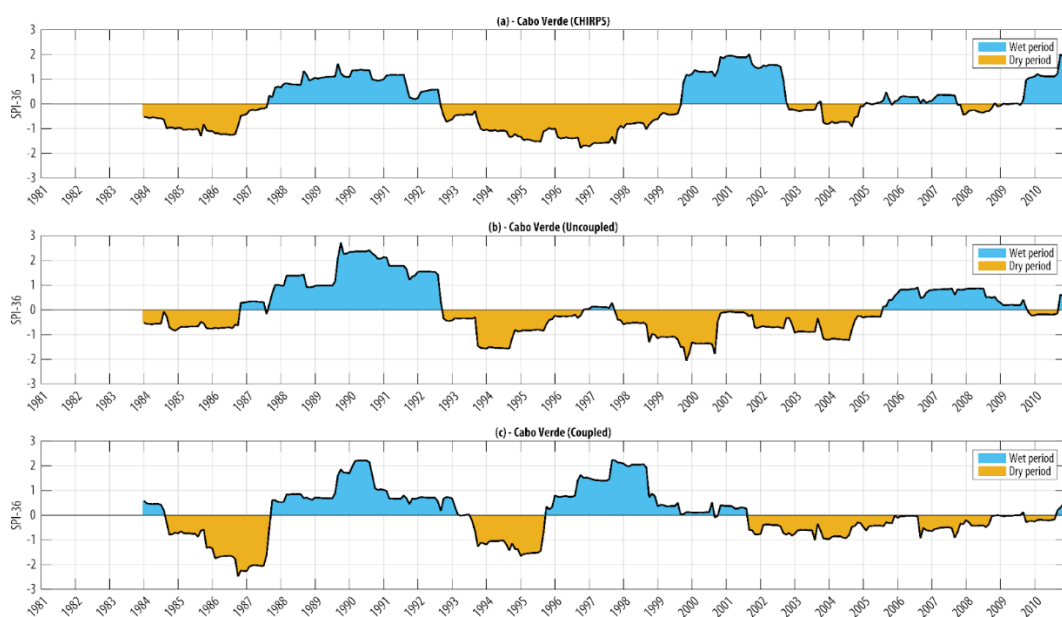 (a) - Cabo Verde (CHIRPS)
3
2
1
0
-1
-2
-3
SPI-36
Wet period
Dry period
1981 1982 1983 1984 1985 1986 1987 1988 1989 1990 1991 1992 1993 1994 1995 1996 1997 1998 1999 2000 2001 2002 2003 2004 2005 2006 2007 2008 2009 2010
(b) - Cabo Verde (Uncoupled)
3
2
1
0
-1
-2
-3
SPI-36
Wet period
Dry period
1981 1982 1983 1984 1985 1986 1987 1988 1989 1990 1991 1992 1993 1994 1995 1996 1997 1998 1999 2000 2001 2002 2003 2004 2005 2006 2007 2008 2009 2010
(c) - Cabo Verde (Coupled)
3
2
1
0
-1
-2
-3
SPI-36
Wet period
Dry period
1981 1982 1983 1984 1985 1986 1987 1988 1989 1990 1991 1992 1993 1994 1995 1996 1997 1998 1999 2000 2001 2002 2003 2004 2005 2006 2007 2008 2009 2010